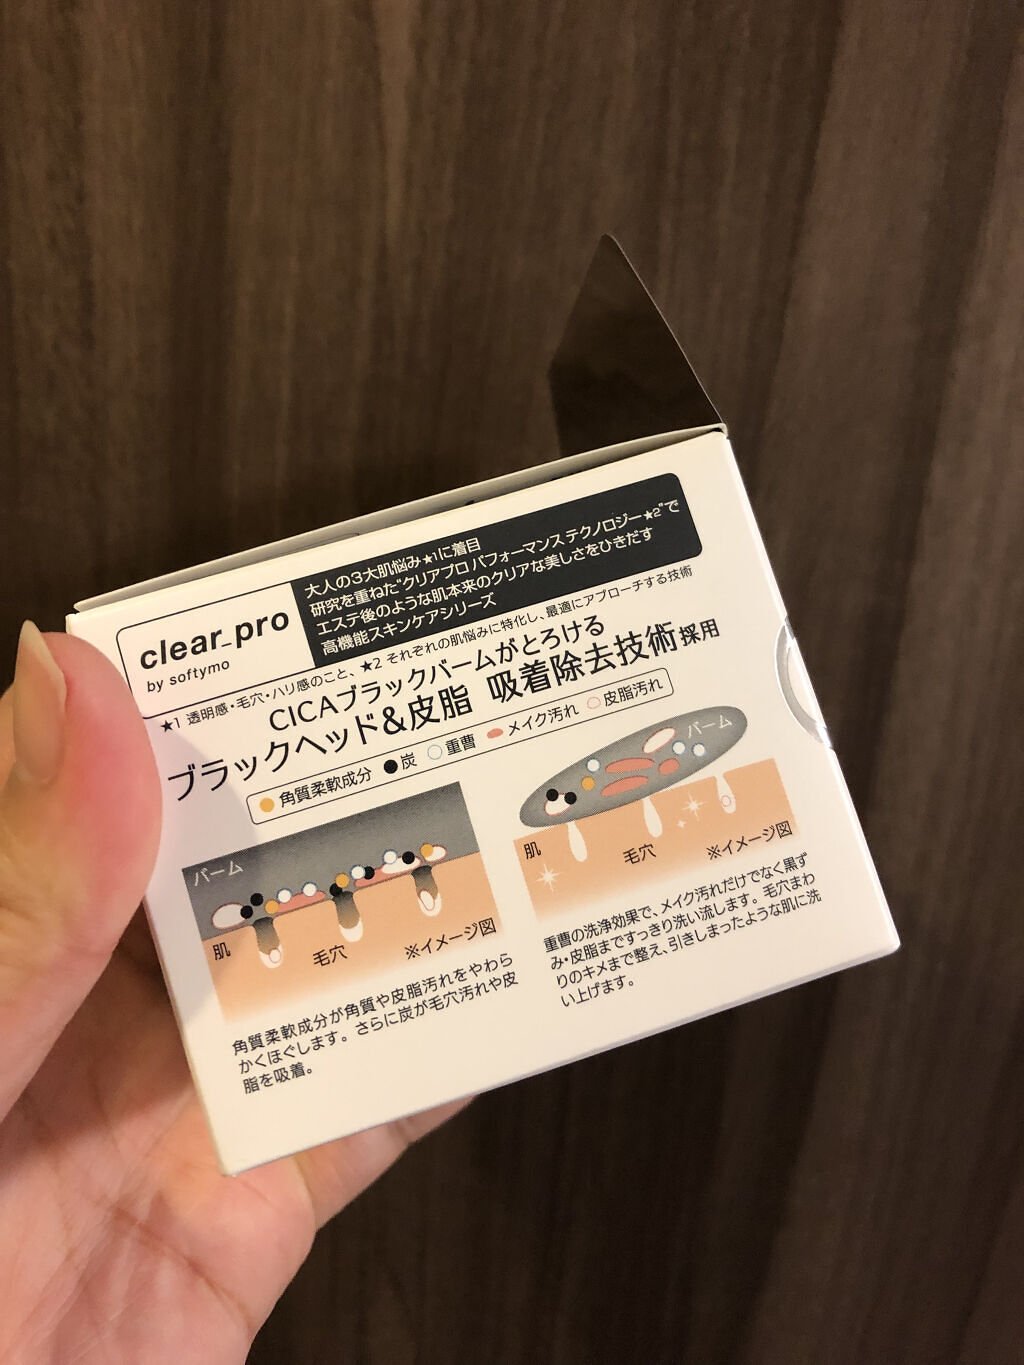 clear_pro
by softymo
大人の3大肌悩み★1に着目
研究を重ねた"クリアプロ パフォーマンス テクノロジー★2"で
エステ後のような肌本来のクリアな美しさをひきだす
高機能スキンケアシリーズ
★1 透明感・毛穴・ハリ感のこと、★2 それぞれの肌悩みに特化し、最適にアプローチする技術
CICAブラックバームがとろける
ブラックヘッド&皮脂 吸着除去技術採用
角質柔軟成分 炭 重曹 メイク汚れ 皮脂汚れ
バーム
肌
毛穴
※イメージ図
角質柔軟成分が角質や皮脂汚れをやわら
かくほぐします。さらに炭が毛穴汚れや皮
脂を吸着。
バーム
肌
毛穴
※イメージ図
重曹の洗浄効果で、メイク汚れだけでなく黒ず
み・皮脂まですっきり洗い流します。毛穴まわ
りのキメまで整え、引きしまったような肌に洗
い上げます。